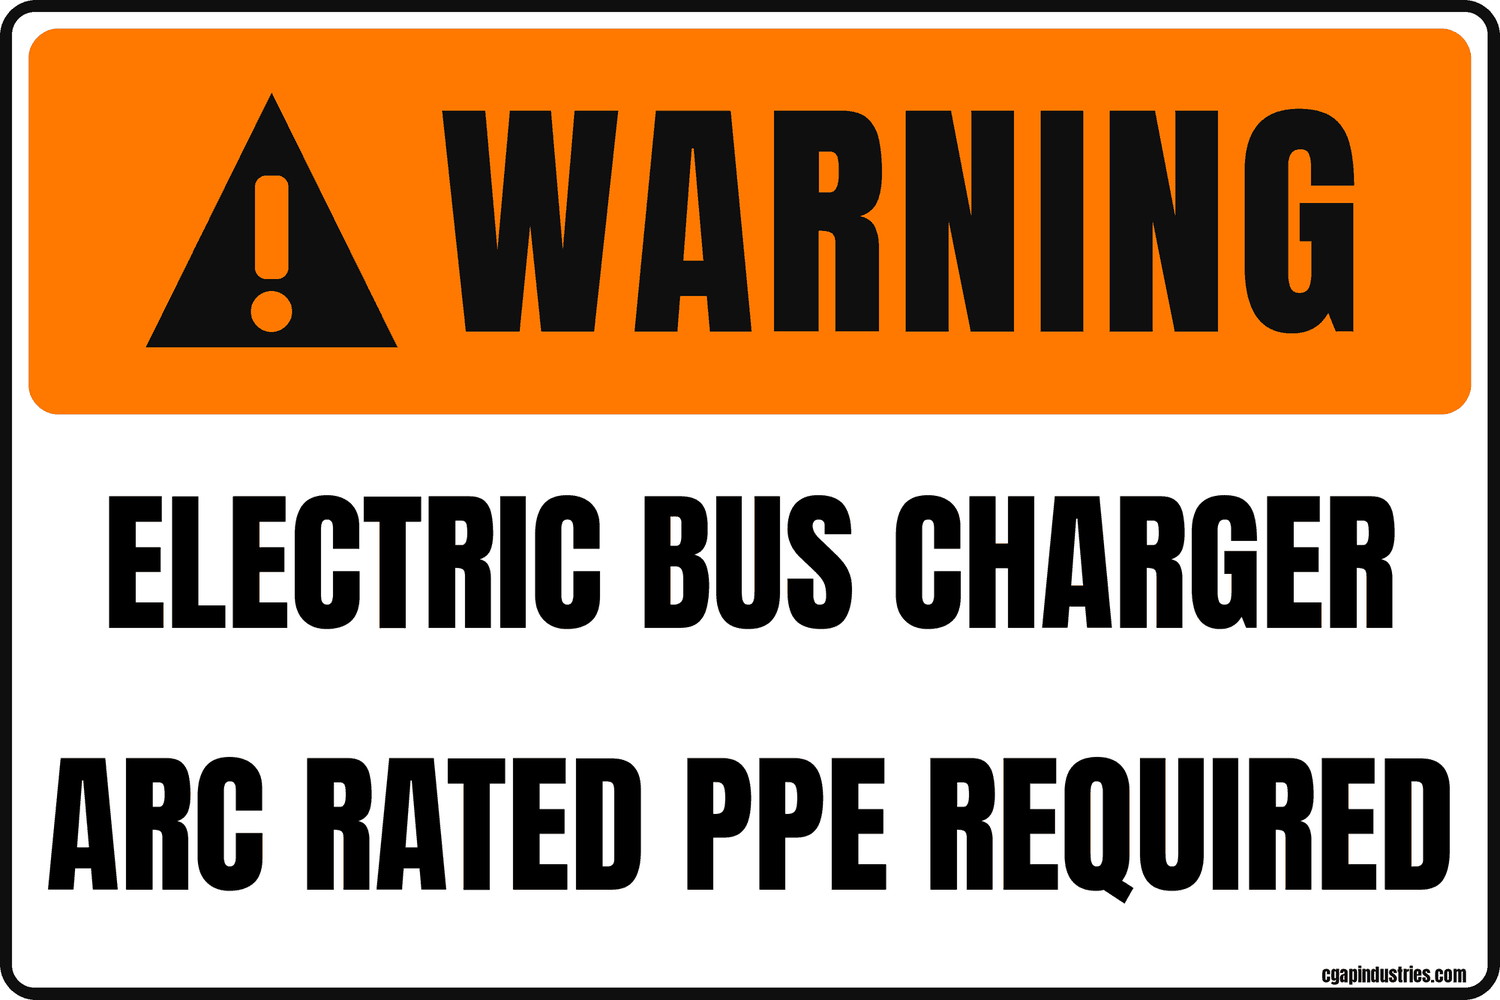 WARNING
ELECTRIC BUS CHARGER
ARC RATED PPE REQUIRED
cgapindustries.com